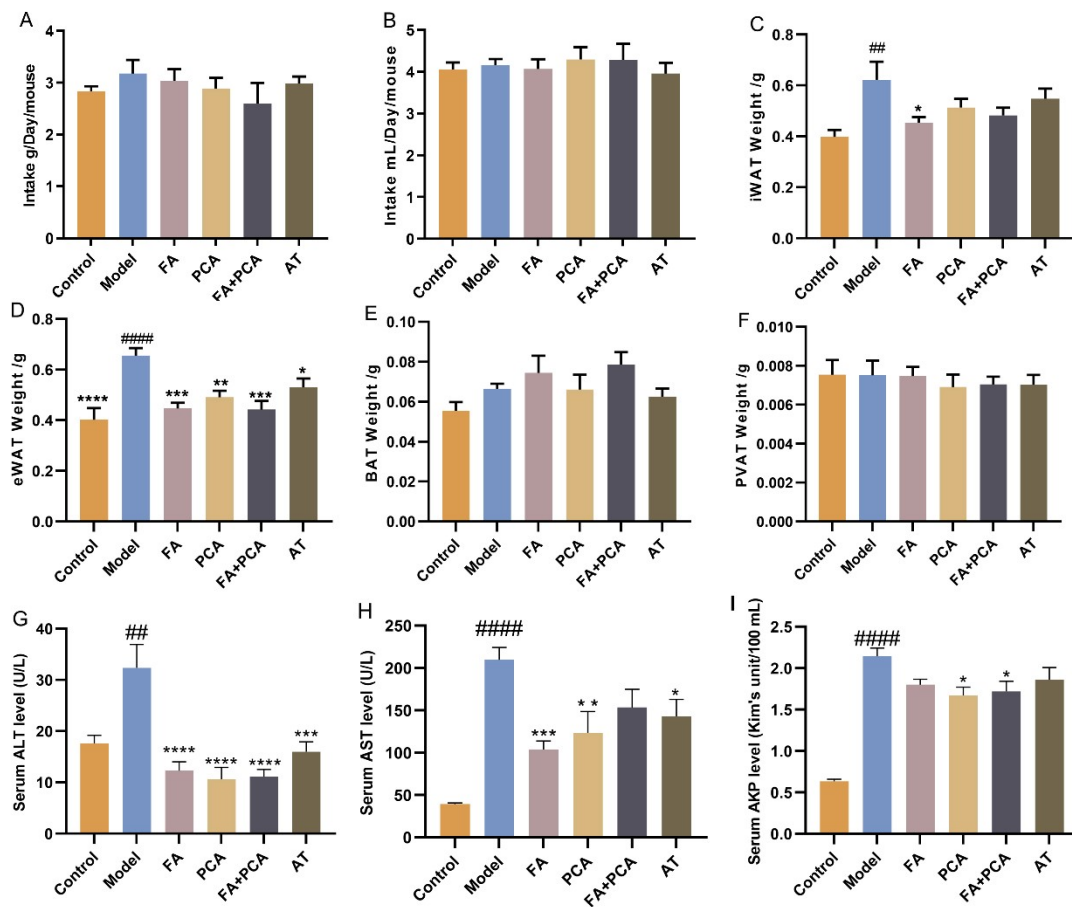 A
Intake g/Day/mouse
4
3
2
1
0
Control
Model
FA
PCA
FA+PCA
AT
B
Intake mL/Day/mouse
5
4
3
2
1
0
Control
Model
FA
PCA
FA+PCA
AT
C
iWAT Weight /g
0.8
0.6
0.4
0.2
0.0
##
*
Control
Model
FA
PCA
FA+PCA
AT
D
eWAT Weight /g
0.8
0.6
0.4
0.2
0.0
****
####
***
**
***
*
Control
Model
FA
PCA
FA+PCA
AT
E
BAT Weight /g
0.10
0.08
0.06
0.04
0.02
0.00
Control
Model
FA
PCA
FA+PCA
AT
F
PVAT Weight /g
0.010
0.008
0.006
0.004
0.002
0.000
Control
Model
FA
PCA
FA+PCA
AT
G
Serum ALT level (U/L)
40
30
20
10
0
##
****
****
****
***
Control
Model
FA
PCA
FA+PCA
AT
H
Serum AST level (U/L)
250
200
150
100
50
0
####
***
* *
*
Control
Model
FA
PCA
FA+PCA
AT
I
Serum AKP level (Kim's unit/100 mL)
2.5
2.0
1.5
1.0
0.5
0.0
####
*
*
Control
Model
FA
PCA
FA+PCA
AT